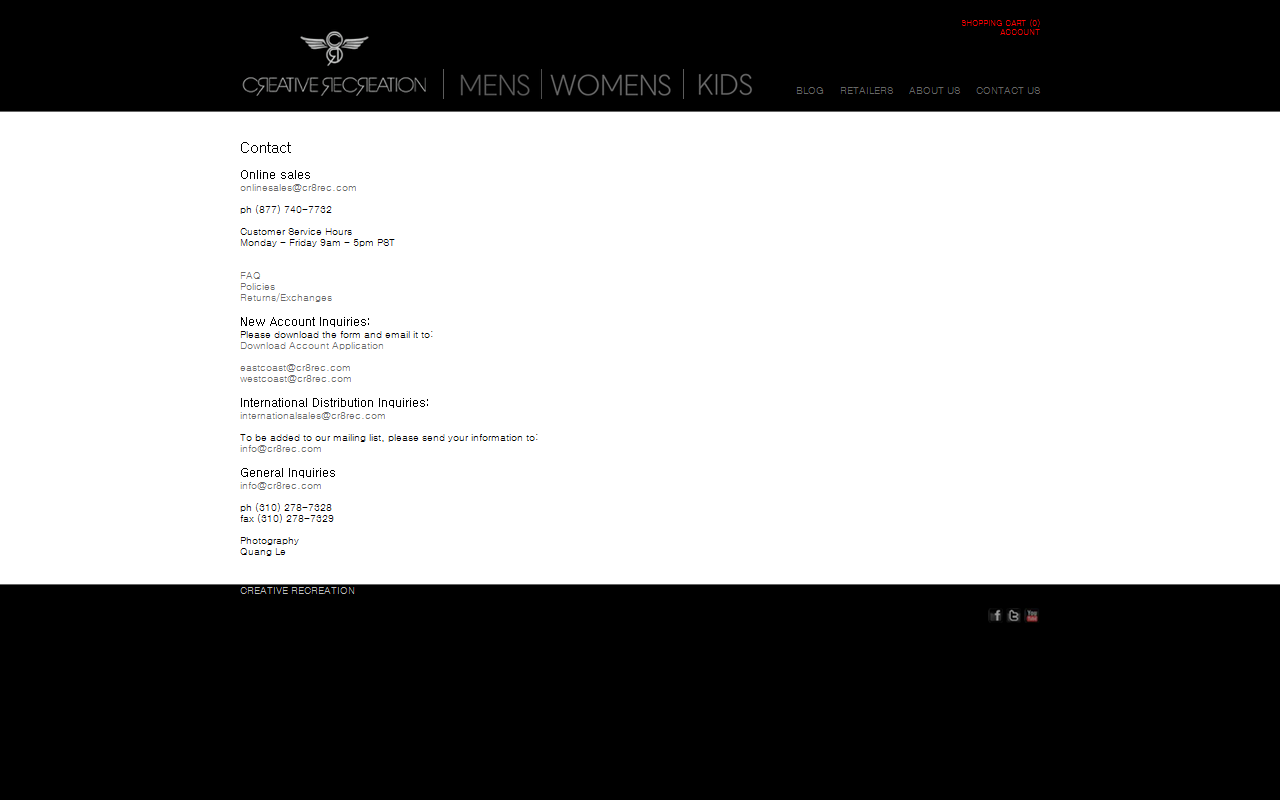 SHOPPING CART (0)
ACCOUNT
CREATIVE RECREATION
MENS
WOMENS
KIDS
BLOG
RETAILERS
ABOUT US
CONTACT US
Contact
Online sales
onlinesales@cr8rec.com
ph (877) 740-7732
Customer Service Hours
Monday - Friday 9am - 5pm PST
FAQ
Policies
Returns/Exchanges
New Account Inquiries:
Please download the form and email it to:
Download Account Application
eastcoast@cr8rec.com
westcoast@cr8rec.com
International Distribution Inquiries:
internationalsales@cr8rec.com
To be added to our mailing list, please send your information to:
info@cr8rec.com
General Inquiries
info@cr8rec.com
ph (310) 278-7328
fax (310) 278-7329
Photography
Quang Le
CREATIVE RECREATION